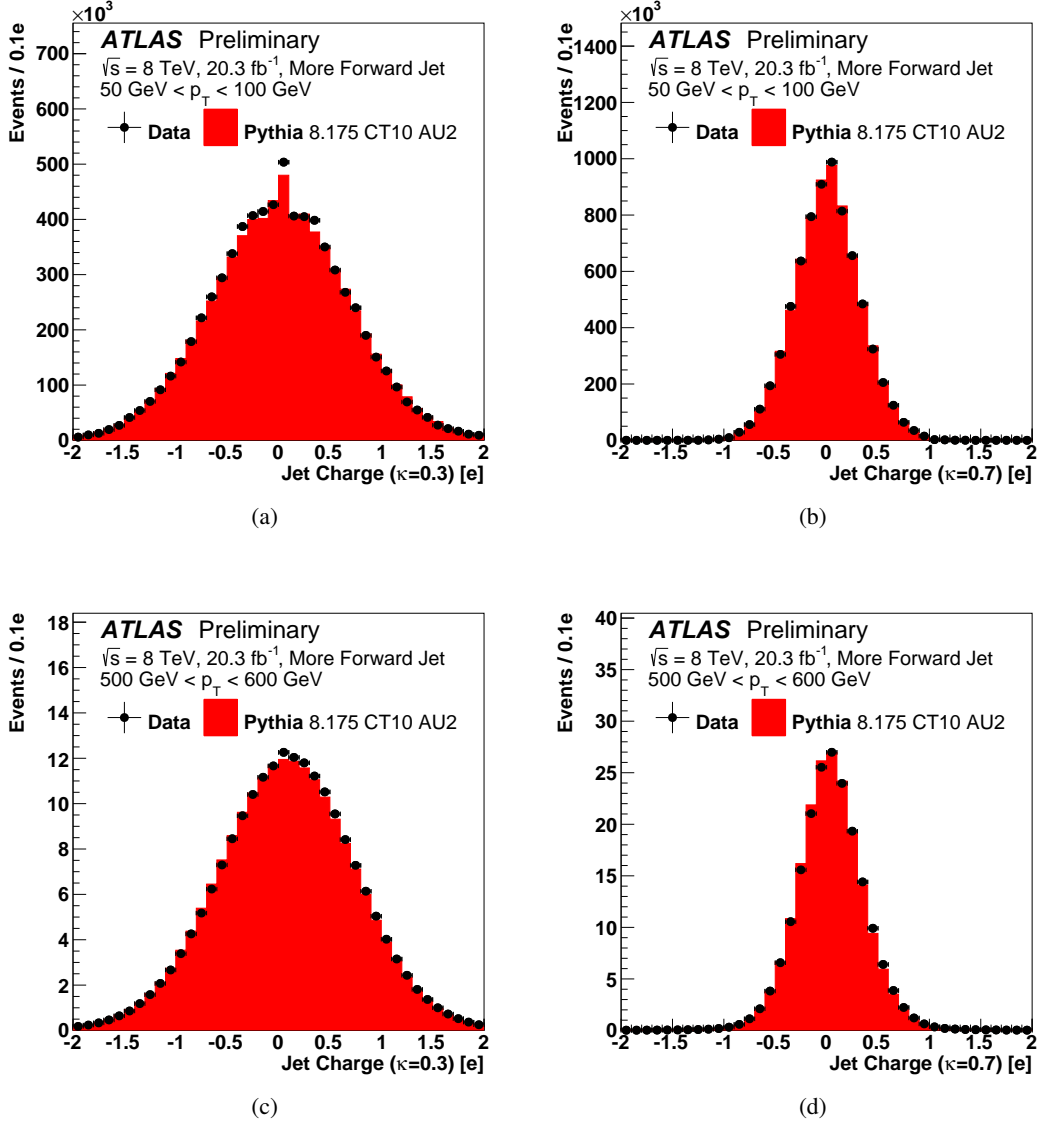 ×10³
ATLAS Preliminary
√s = 8 TeV, 20.3 fb⁻¹, More Forward Jet
50 GeV < p_T < 100 GeV
Data Pythia 8.175 CT10 AU2
Events / 0.1e
700
600
500
400
300
200
100
0
-2 -1.5 -1 -0.5 0 0.5 1 1.5 2
Jet Charge (κ=0.3) [e]
(a)
×10³
ATLAS Preliminary
√s = 8 TeV, 20.3 fb⁻¹, More Forward Jet
50 GeV < p_T < 100 GeV
Data Pythia 8.175 CT10 AU2
Events / 0.1e
1400
1200
1000
800
600
400
200
0
-2 -1.5 -1 -0.5 0 0.5 1 1.5 2
Jet Charge (κ=0.7) [e]
(b)
ATLAS Preliminary
√s = 8 TeV, 20.3 fb⁻¹, More Forward Jet
500 GeV < p_T < 600 GeV
Data Pythia 8.175 CT10 AU2
Events / 0.1e
18
16
14
12
10
8
6
4
2
0
-2 -1.5 -1 -0.5 0 0.5 1 1.5 2
Jet Charge (κ=0.3) [e]
(c)
ATLAS Preliminary
√s = 8 TeV, 20.3 fb⁻¹, More Forward Jet
500 GeV < p_T < 600 GeV
Data Pythia 8.175 CT10 AU2
Events / 0.1e
40
35
30
25
20
15
10
5
0
-2 -1.5 -1 -0.5 0 0.5 1 1.5 2
Jet Charge (κ=0.7) [e]
(d)